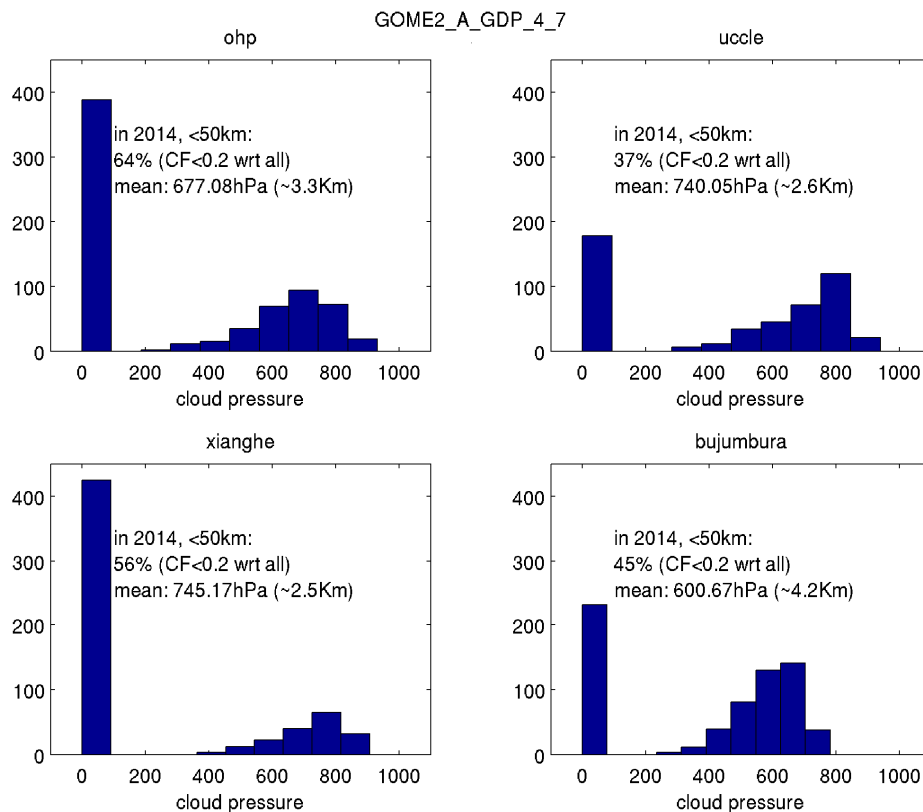 GOME2_A_GDP_4_7
ohp
400
300
200
100
0
in 2014, <50km:
64% (CF<0.2 wrt all)
mean: 677.08hPa (~3.3Km)
0 200 400 600 800 1000
cloud pressure
uccle
400
300
200
100
0
in 2014, <50km:
37% (CF<0.2 wrt all)
mean: 740.05hPa (~2.6Km)
0 200 400 600 800 1000
cloud pressure
xianghe
400
300
200
100
0
in 2014, <50km:
56% (CF<0.2 wrt all)
mean: 745.17hPa (~2.5Km)
0 200 400 600 800 1000
cloud pressure
bujumbura
400
300
200
100
0
in 2014, <50km:
45% (CF<0.2 wrt all)
mean: 600.67hPa (~4.2Km)
0 200 400 600 800 1000
cloud pressure